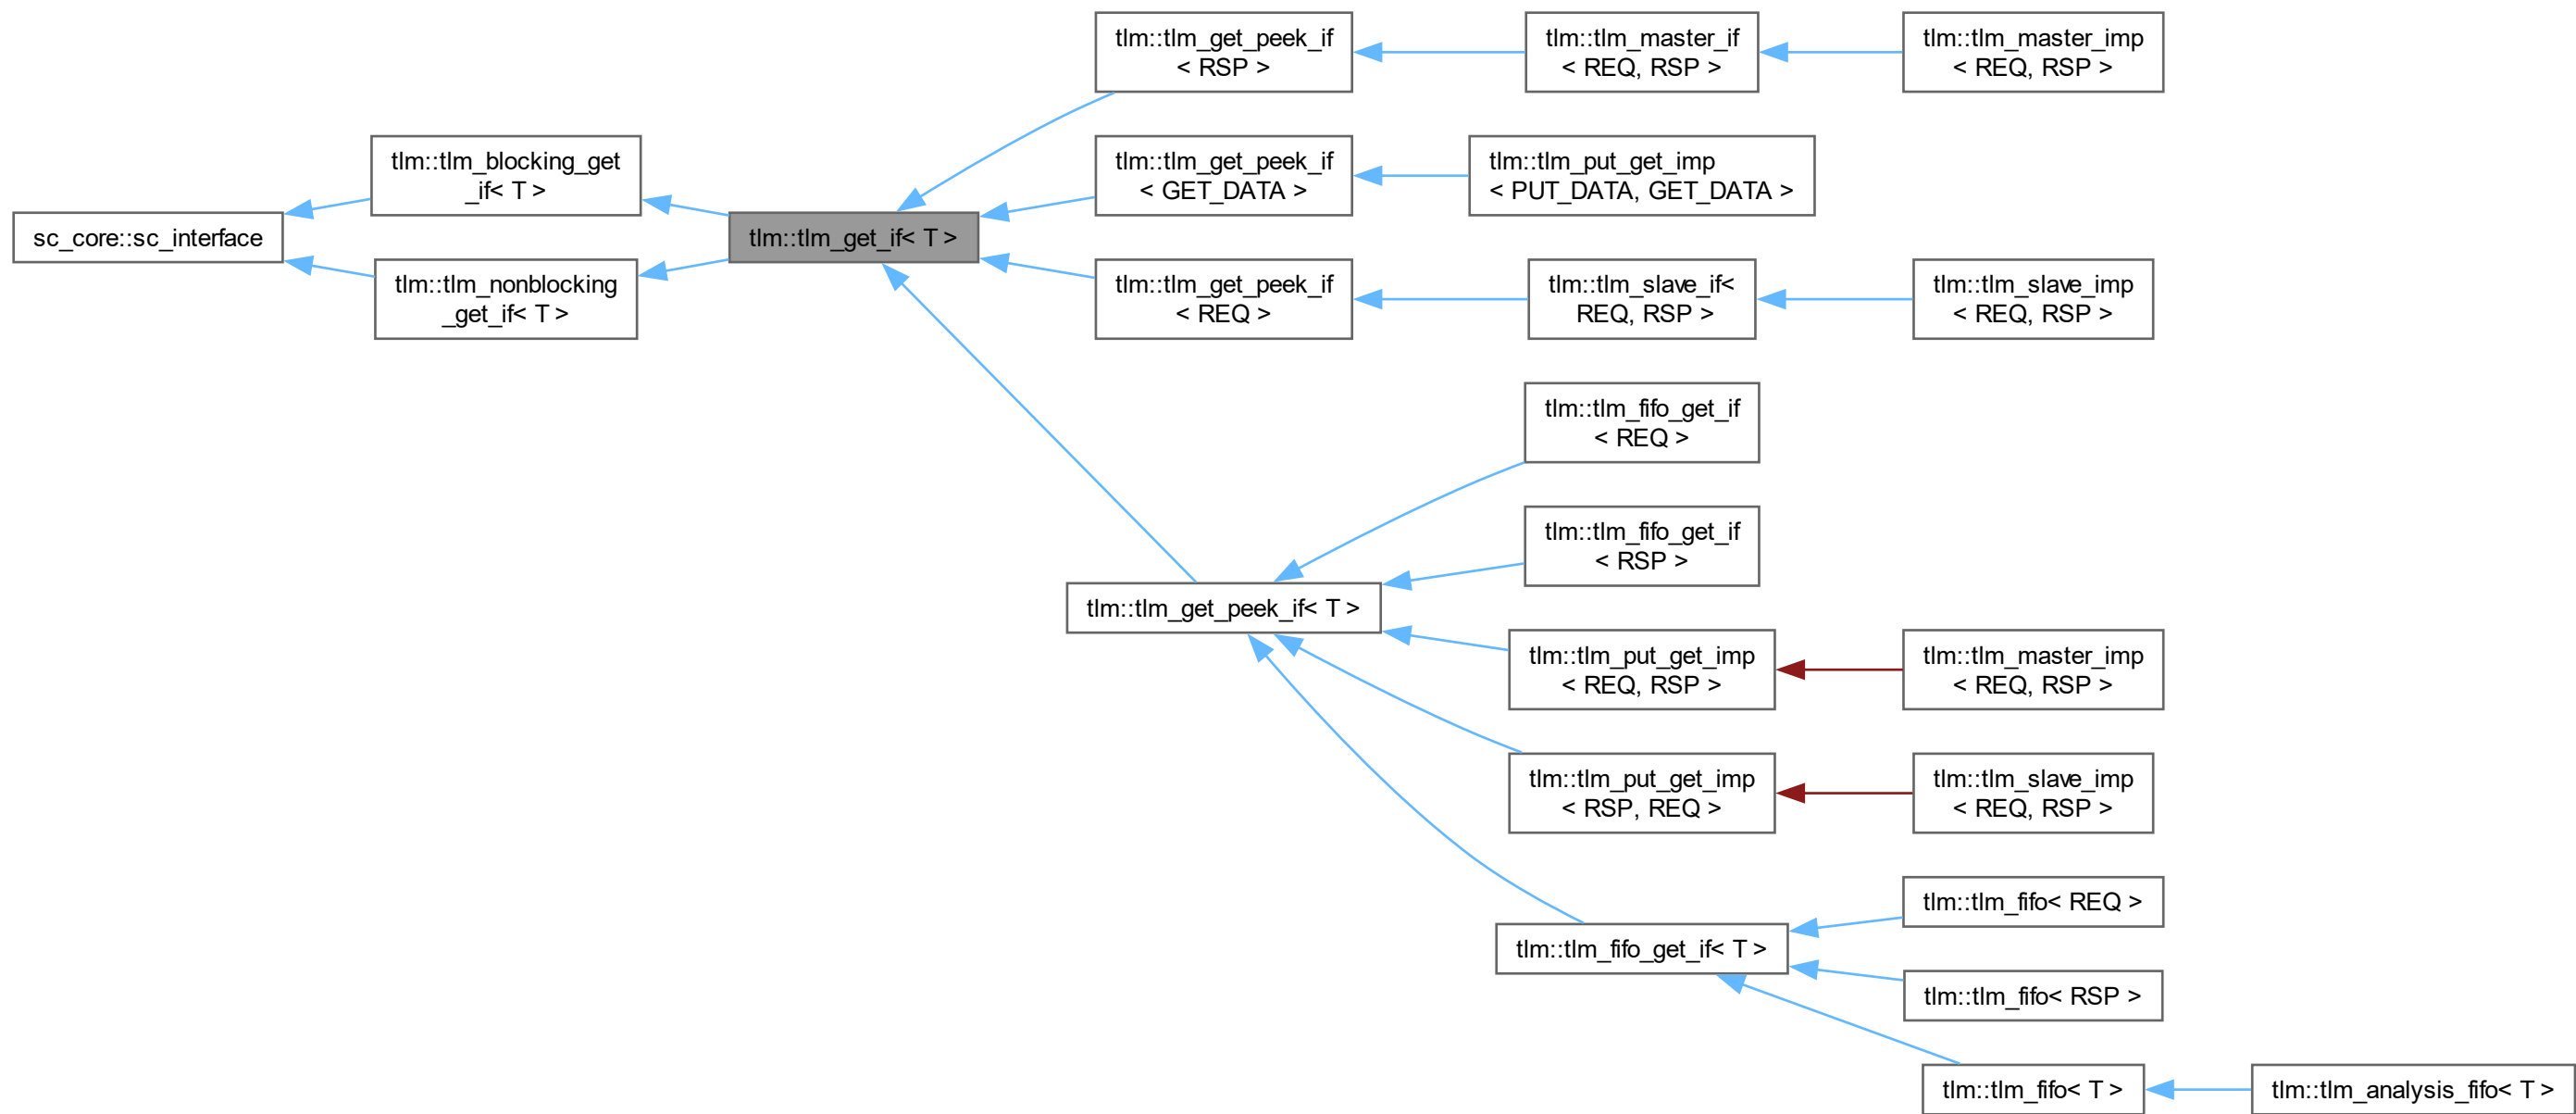 tlm::tlm_get_peek_if
< RSP >
tlm::tlm_master_if
< REQ, RSP >
tlm::tlm_master_imp
< REQ, RSP >
tlm::tlm_blocking_get
_if< T >
tlm::tlm_get_peek_if
< GET_DATA >
tlm::tlm_put_get_imp
< PUT_DATA, GET_DATA >
sc_core::sc_interface
tlm::tlm_get_if< T >
tlm::tlm_nonblocking
_get_if< T >
tlm::tlm_get_peek_if
< REQ >
tlm::tlm_slave_if<
REQ, RSP >
tlm::tlm_slave_imp
< REQ, RSP >
tlm::tlm_fifo_get_if
< REQ >
tlm::tlm_fifo_get_if
< RSP >
tlm::tlm_get_peek_if< T >
tlm::tlm_put_get_imp
< REQ, RSP >
tlm::tlm_master_imp
< REQ, RSP >
tlm::tlm_put_get_imp
< RSP, REQ >
tlm::tlm_slave_imp
< REQ, RSP >
tlm::tlm_fifo< REQ >
tlm::tlm_fifo_get_if< T >
tlm::tlm_fifo< RSP >
tlm::tlm_fifo< T >
tlm::tlm_analysis_fifo< T >